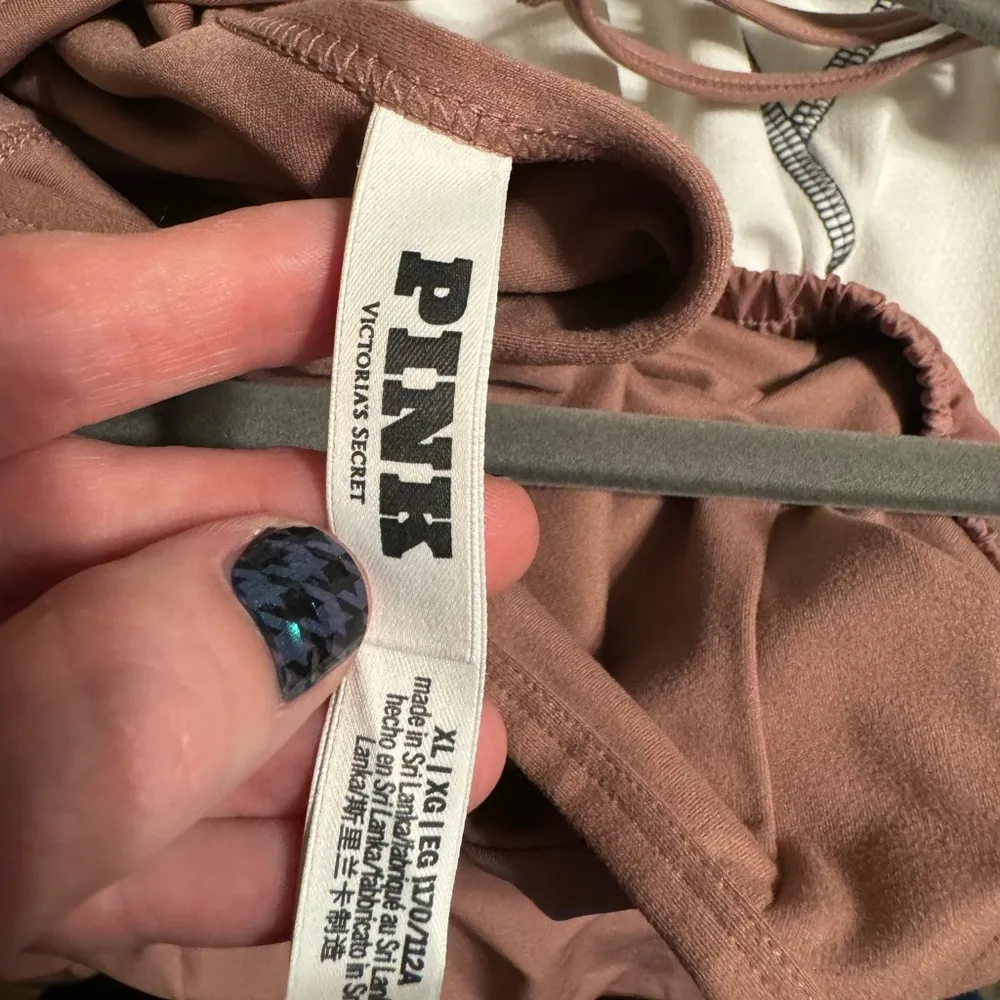 PINK
VICTORIA'S SECRET
XL | XG | EG 170/112A
made in Sri Lanka/fabriqué au Sri Lan
hecho en Sri Lanka/fabbricato in Sr
Lanka/斯里兰卡制造